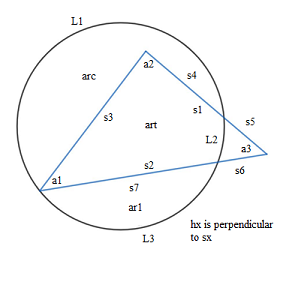 L1
a2
arc
s4
s1
s3
s5
art
L2
a3
s2
s6
a1
s7
ar1
hx is perpendicular
to sx
L3